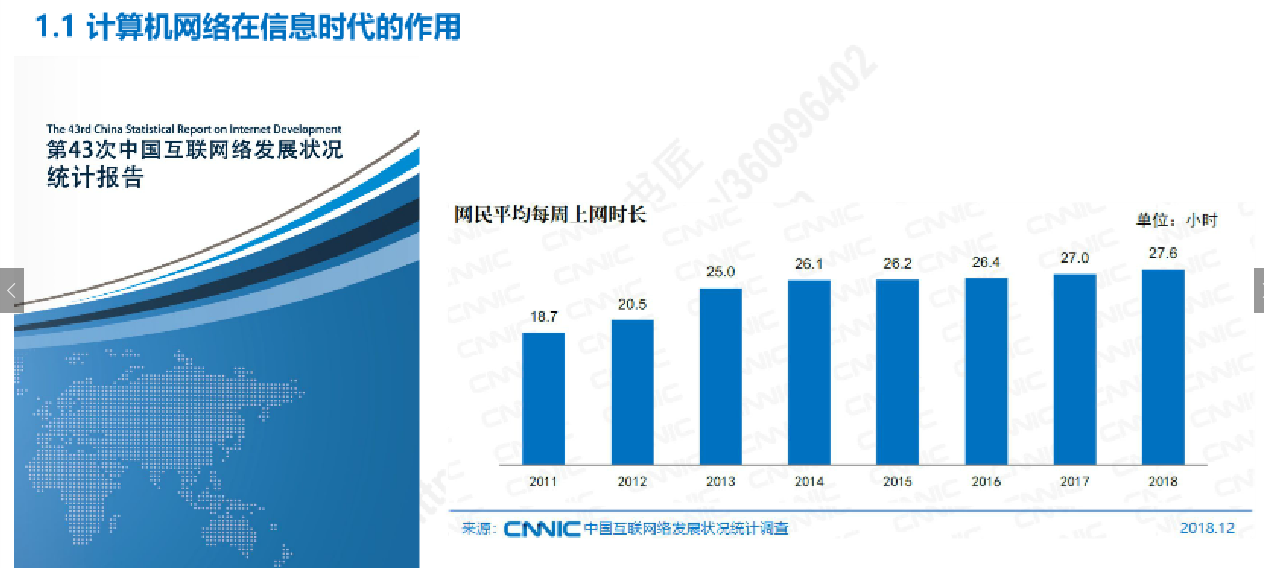 1.1 计算机网络在信息时代的作用
The 43rd China Statistical Report on Internet Development
第43次中国互联网络发展状况
统计报告
网民平均每周上网时长
单位：小时
18.7 20.5 25.0 26.1 26.2 26.4 27.0 27.6
2011 2012 2013 2014 2015 2016 2017 2018
来源：CNNIC 中国互联网络发展状况统计调查
2018.12
书匠
/360996402